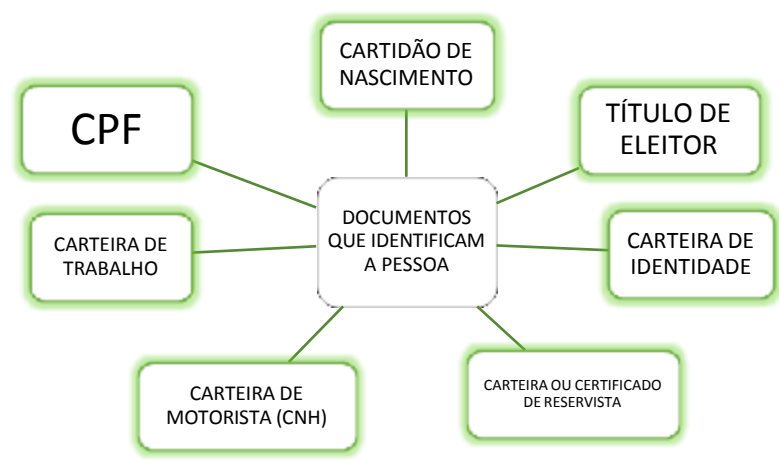 CARTIDÃO DE
NASCIMENTO
CPF
TÍTULO DE
ELEITOR
DOCUMENTOS
QUE IDENTIFICAM
A PESSOA
CARTEIRA DE
TRABALHO
CARTEIRA DE
IDENTIDADE
CARTEIRA DE
MOTORISTA (CNH)
CARTEIRA OU CERTIFICADO
DE RESERVISTA